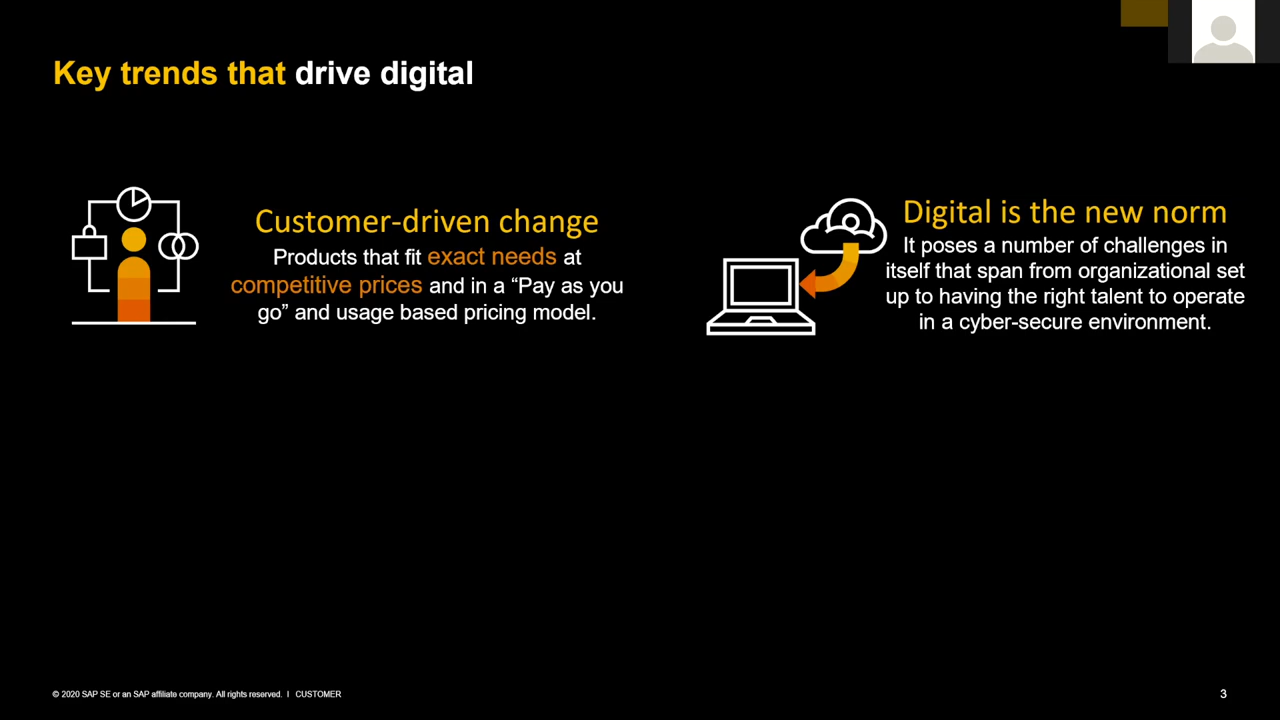 Key trends that drive digital
Customer-driven change
Products that fit exact needs at
competitive prices and in a “Pay as you
go” and usage based pricing model.
Digital is the new norm
It poses a number of challenges in
itself that span from organizational set
up to having the right talent to operate
in a cyber-secure environment.
© 2020 SAP SE or an SAP affiliate company. All rights reserved. I CUSTOMER
3